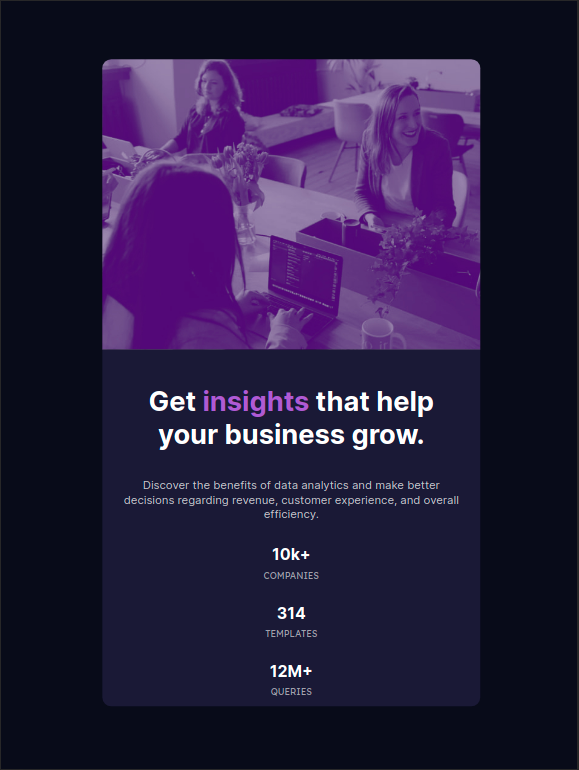 Get insights that help
your business grow.
Discover the benefits of data analytics and make better
decisions regarding revenue, customer experience, and overall
efficiency.
10k+
COMPANIES
314
TEMPLATES
12M+
QUERIES